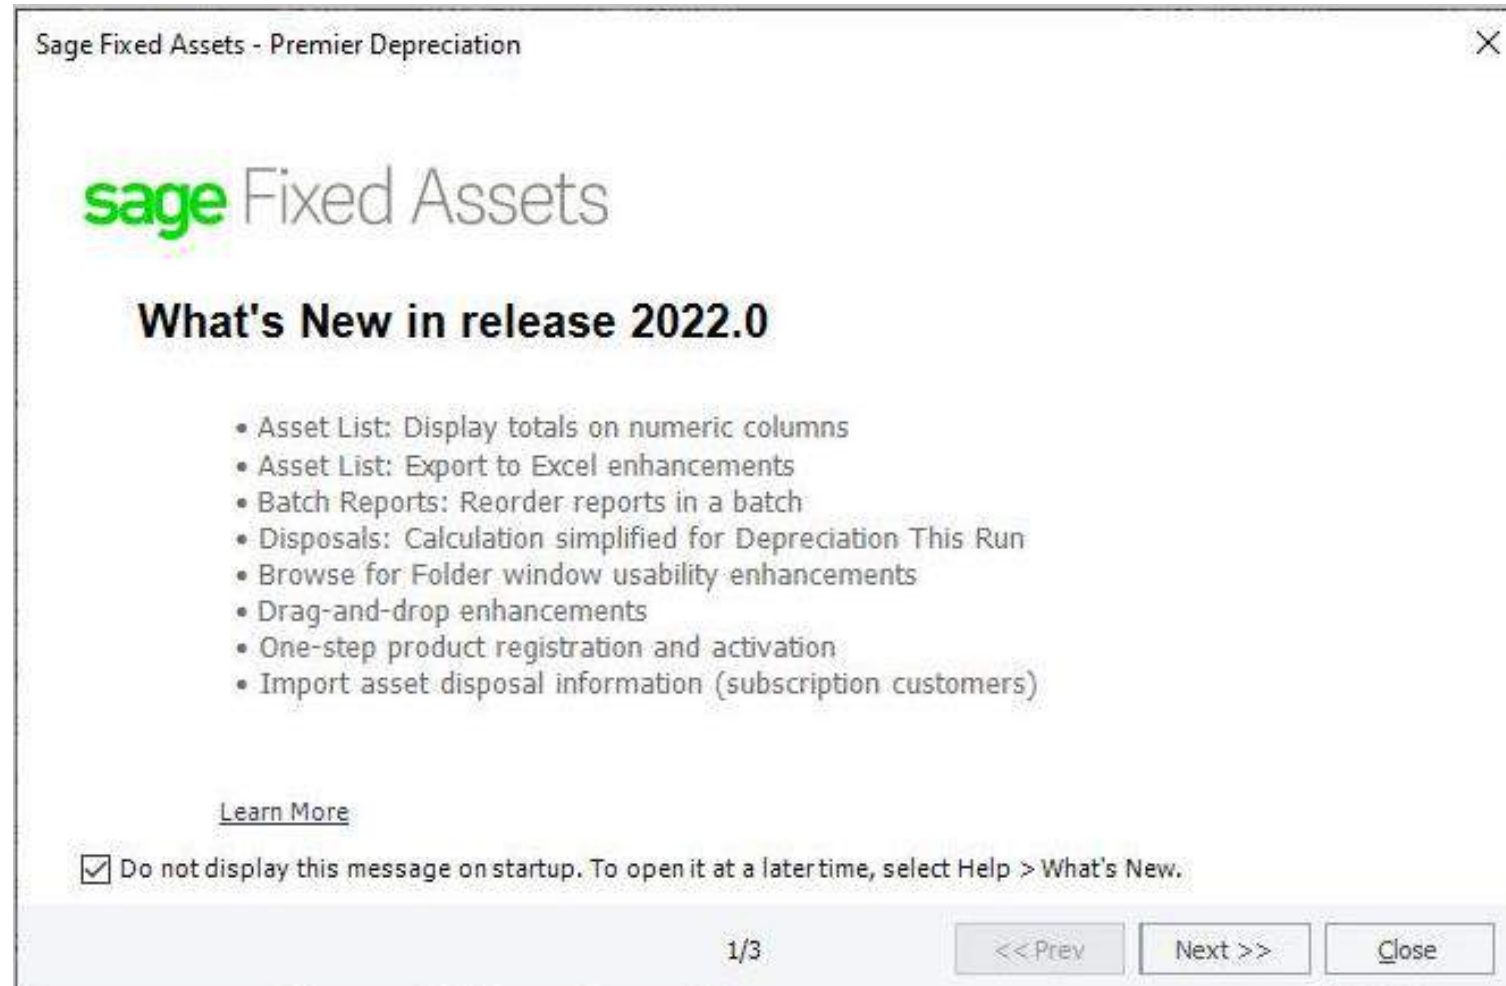 Sage Fixed Assets - Premier Depreciation
sage Fixed Assets
What's New in release 2022.0
• Asset List: Display totals on numeric columns
• Asset List: Export to Excel enhancements
• Batch Reports: Reorder reports in a batch
• Disposals: Calculation simplified for Depreciation This Run
• Browse for Folder window usability enhancements
• Drag-and-drop enhancements
• One-step product registration and activation
• Import asset disposal information (subscription customers)
Learn More
Do not display this message on startup. To open it at a later time, select Help > What's New.
1/3 << Prev Next >> Close